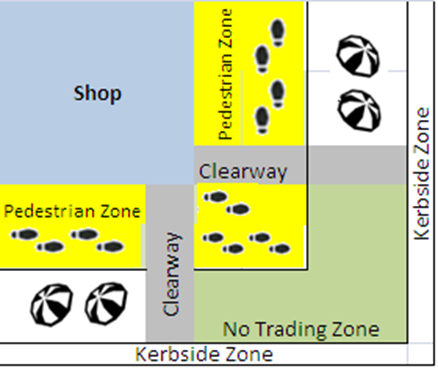 Pedestrian Zone
Shop
Clearway
Kerbside Zone
Pedestrian Zone
Clearway
No Trading Zone
Kerbside Zone